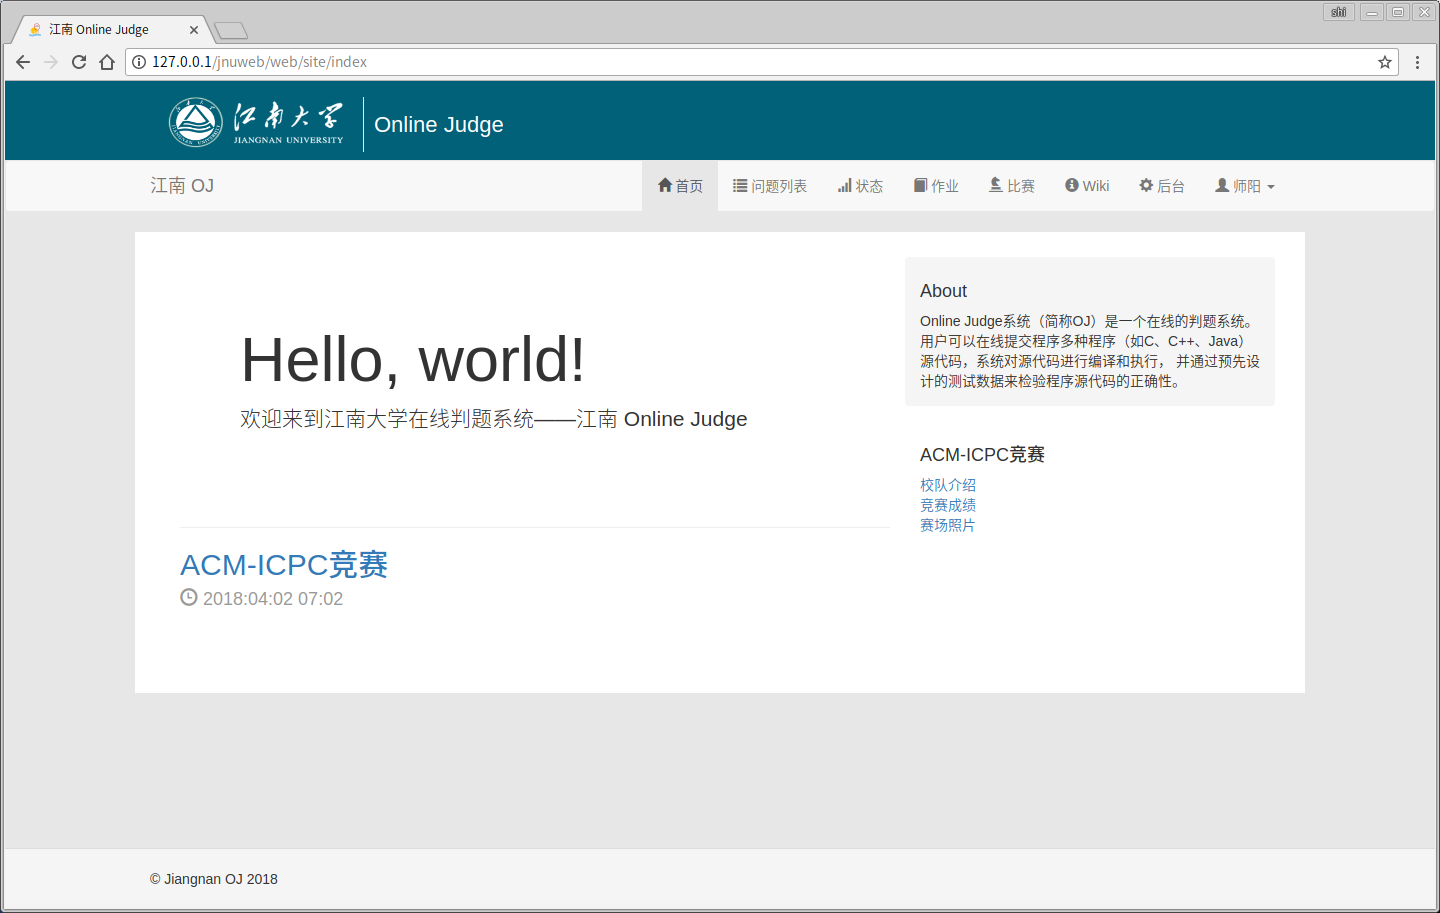 shi
江南 Online Judge
127.0.0.1/jnuweb/web/site/index
江南大学
JIANGNAN UNIVERSITY
Online Judge
江南 OJ
首页 问题列表 状态 作业 比赛 Wiki 后台 师阳
Hello, world!
欢迎来到江南大学在线判题系统——江南 Online Judge
ACM-ICPC竞赛
2018:04:02 07:02
About
Online Judge系统（简称OJ）是一个在线的判题系统。
用户可以在线提交程序多种程序（如C、C++、Java）
源代码，系统对源代码进行编译和执行， 并通过预先设
计的测试数据来检验程序源代码的正确性。
ACM-ICPC竞赛
校队介绍
竞赛成绩
赛场照片
© Jiangnan OJ 2018